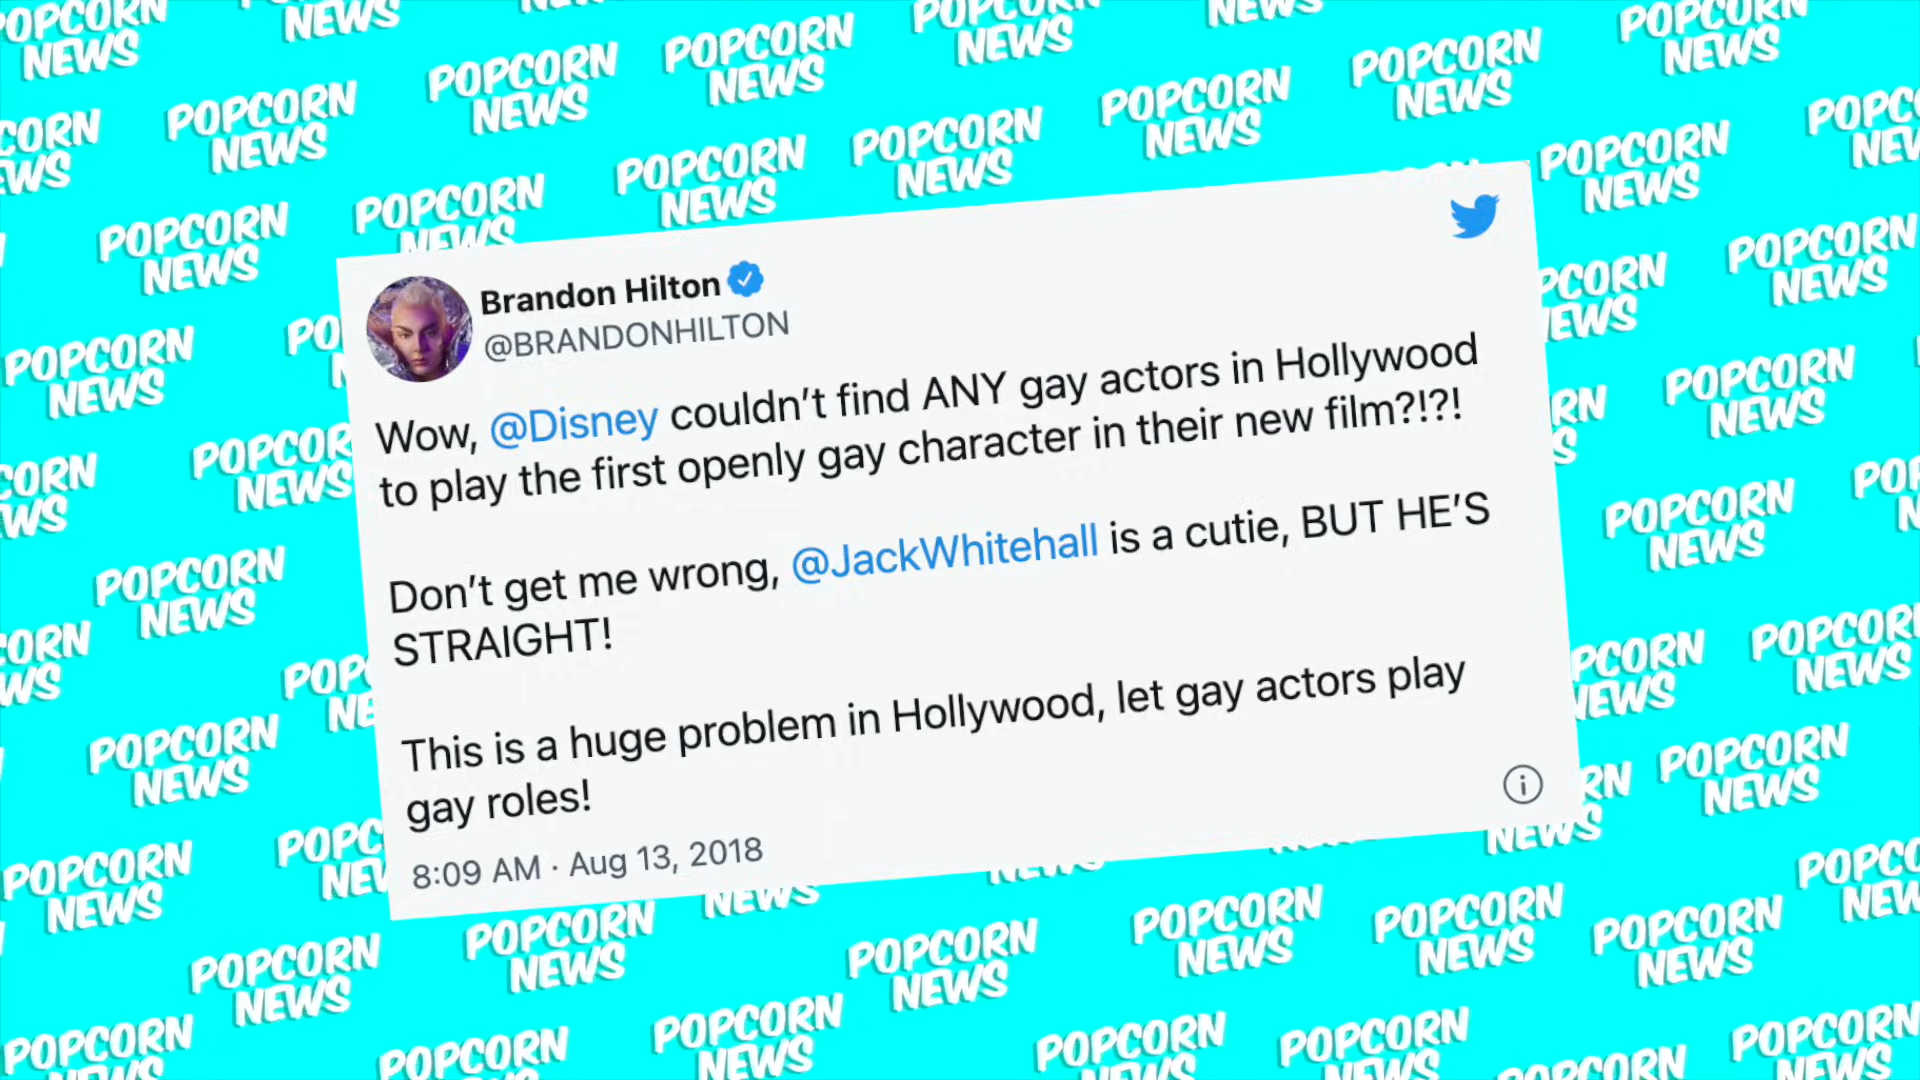 POPCORN
NEWS
Brandon Hilton
@BRANDONHILTON
Wow, @Disney couldn't find ANY gay actors in Hollywood
to play the first openly gay character in their new film?!?!
Don't get me wrong, @JackWhitehall is a cutie, BUT HE'S
STRAIGHT!
This is a huge problem in Hollywood, let gay actors play
gay roles!
8:09 AM · Aug 13, 2018